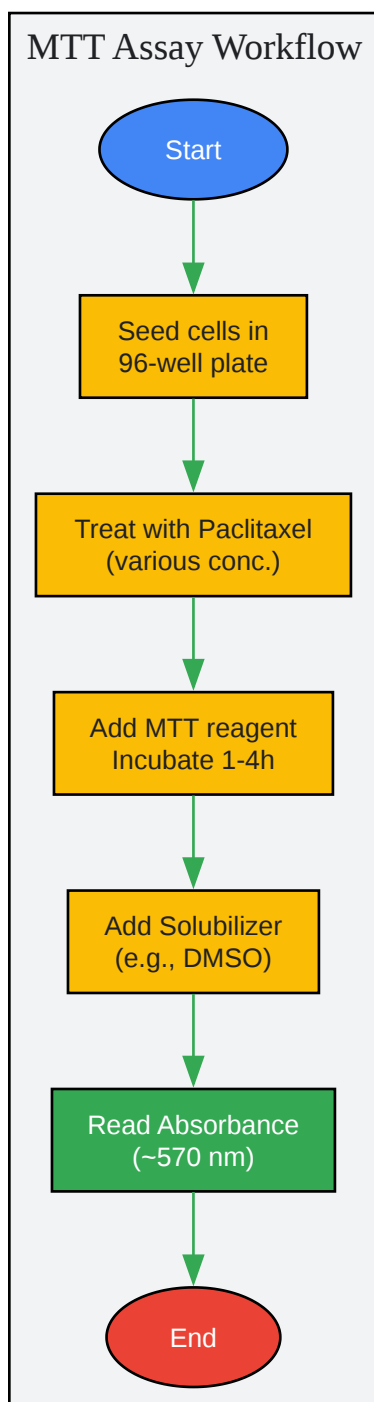 MTT Assay Workflow
Start
Seed cells in
96-well plate
Treat with Paclitaxel
(various conc.)
Add MTT reagent
Incubate 1-4h
Add Solubilizer
(e.g., DMSO)
Read Absorbance
(~570 nm)
End